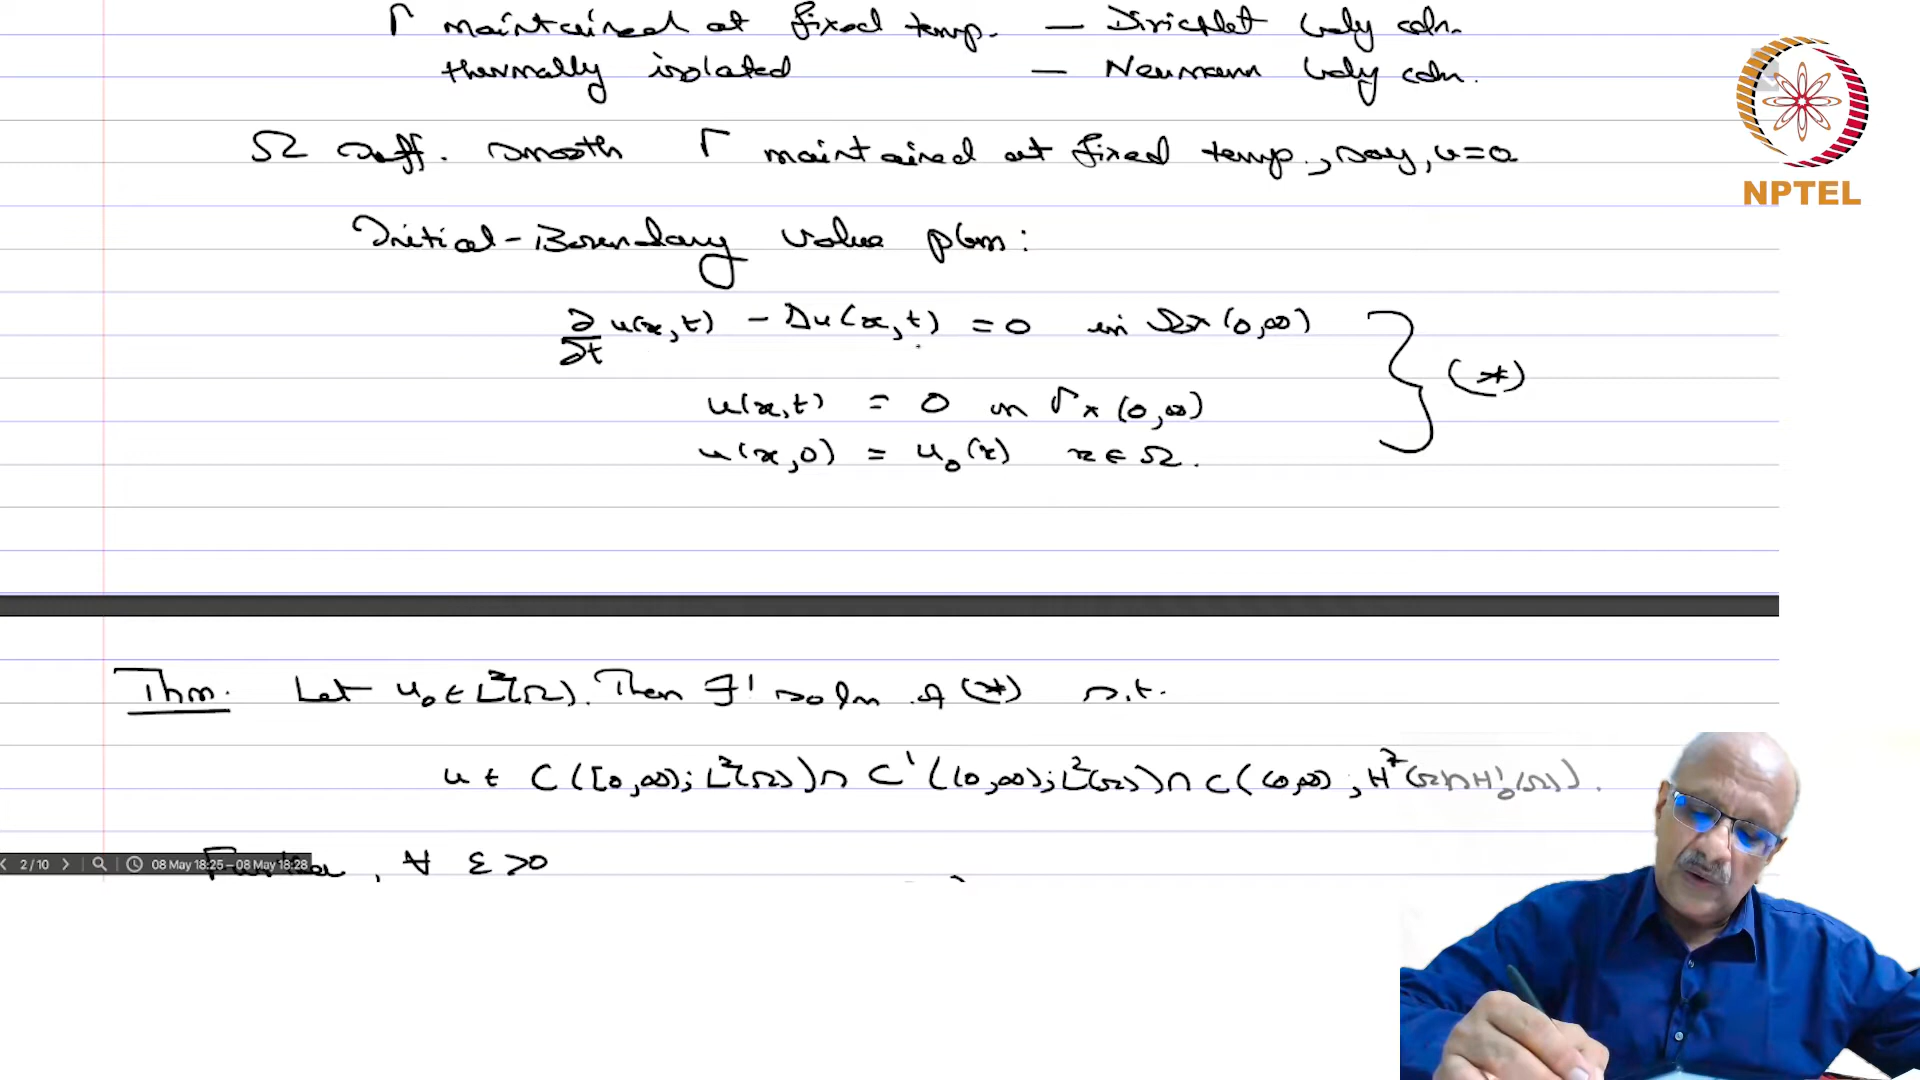 Γ maintained at fixed temp. — Dirichlet bdy cdn.
thermally isolated — Neumann bdy cdn.
Ω suff. smooth Γ maintained at fixed temp., say, u=0
NPTEL
Initial-Boundary value pbm:
∂/∂t u(x,t) - Δu(x,t) = 0 in Ω×(0,∞)
u(x,t) = 0 on Γ×(0,∞) (*)
u(x,0) = u₀(x) x∈Ω.
Thm. Let u₀∈L²(Ω). Then ∃! soln of (*) s.t.
u ∈ C([0,∞);L²(Ω))∩C¹((0,∞);L²(Ω))∩C((0,∞);H²(Ω)∩H¹₀(Ω)).
Further, ∀ ε>0
2/10 08 May 18:25 – 08 May 18:28